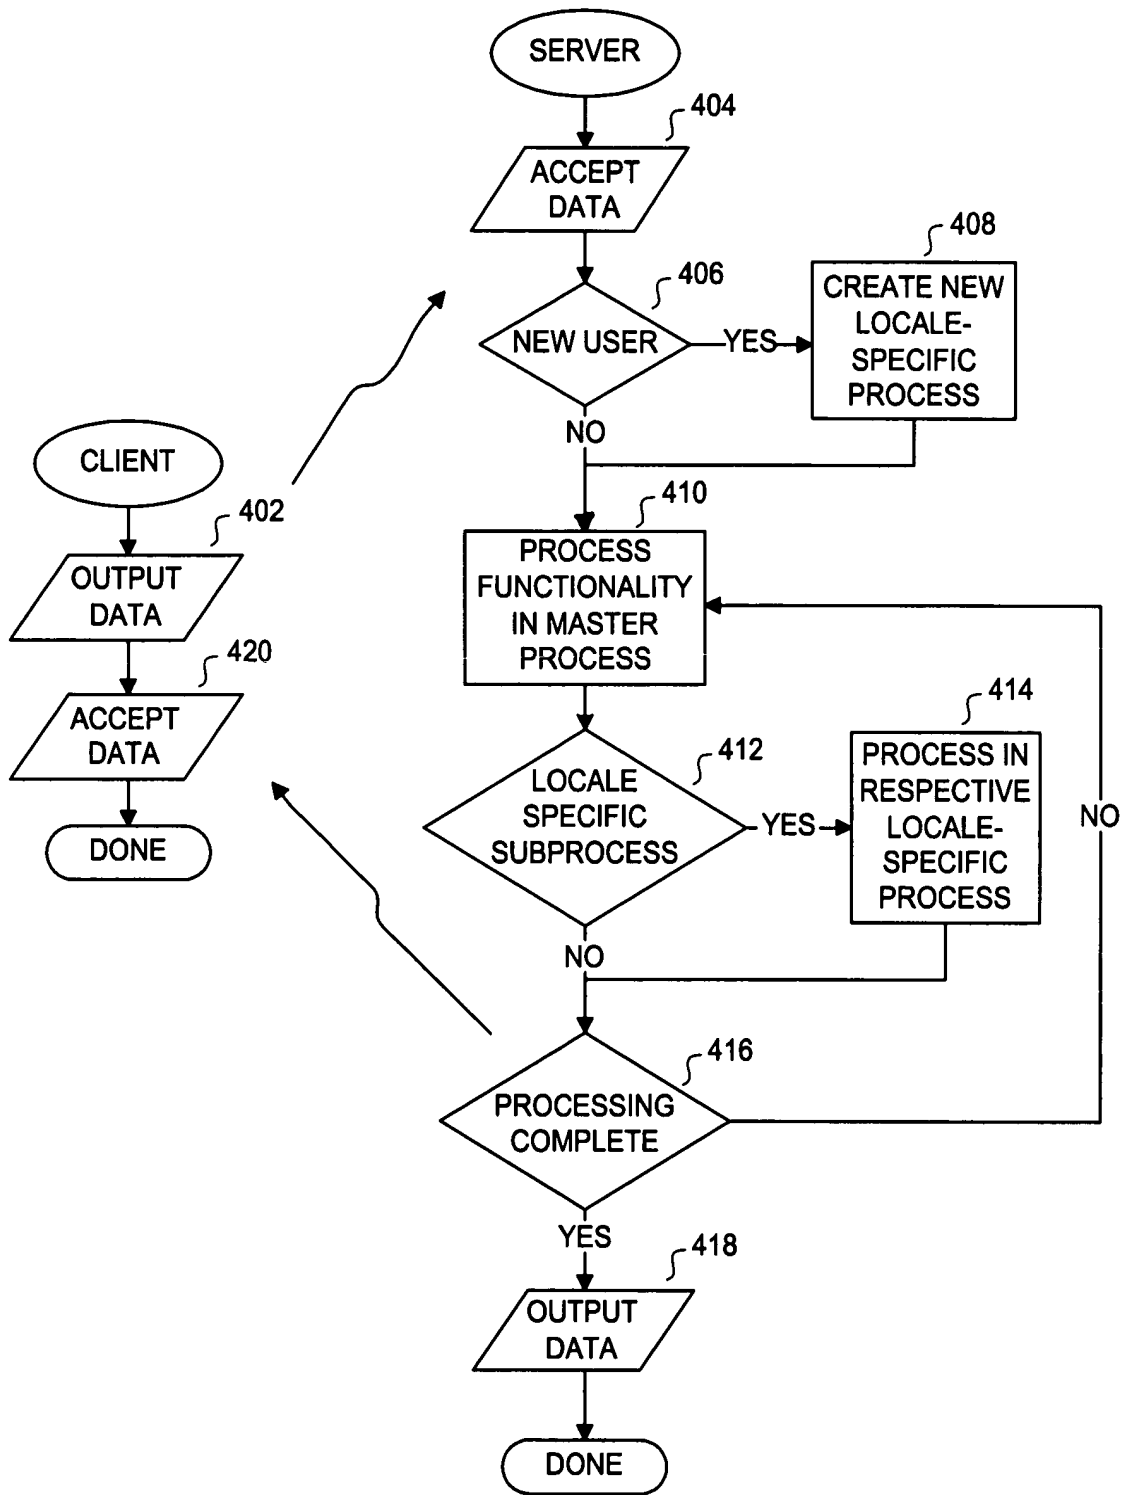 SERVER
404
ACCEPT
DATA
408
406
CREATE NEW
LOCALE-
SPECIFIC
PROCESS
NEW USER
YES
NO
CLIENT
402
OUTPUT
DATA
420
ACCEPT
DATA
DONE
410
PROCESS
FUNCTIONALITY
IN MASTER
PROCESS
414
412
LOCALE
SPECIFIC
SUBPROCESS
YES
PROCESS IN
RESPECTIVE
LOCALE-
SPECIFIC
PROCESS
NO
NO
416
PROCESSING
COMPLETE
YES
418
OUTPUT
DATA
DONE